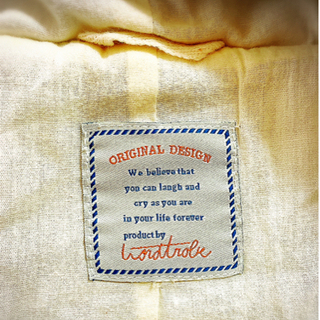 ORIGINAL DESIGN
We believe that
you can laugh and
cry as you are
in your life forever
product by
wordtrobe